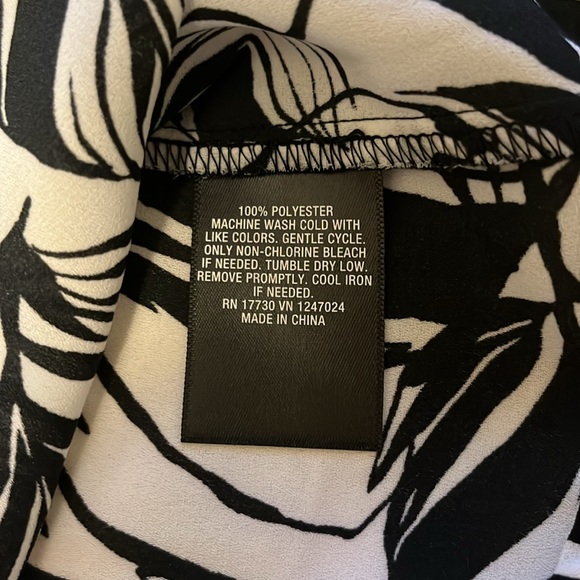 100% POLYESTER
MACHINE WASH COLD WITH
LIKE COLORS. GENTLE CYCLE.
ONLY NON-CHLORINE BLEACH
IF NEEDED. TUMBLE DRY LOW.
REMOVE PROMPTLY. COOL IRON
IF NEEDED.
RN 17730 VN 1247024
MADE IN CHINA